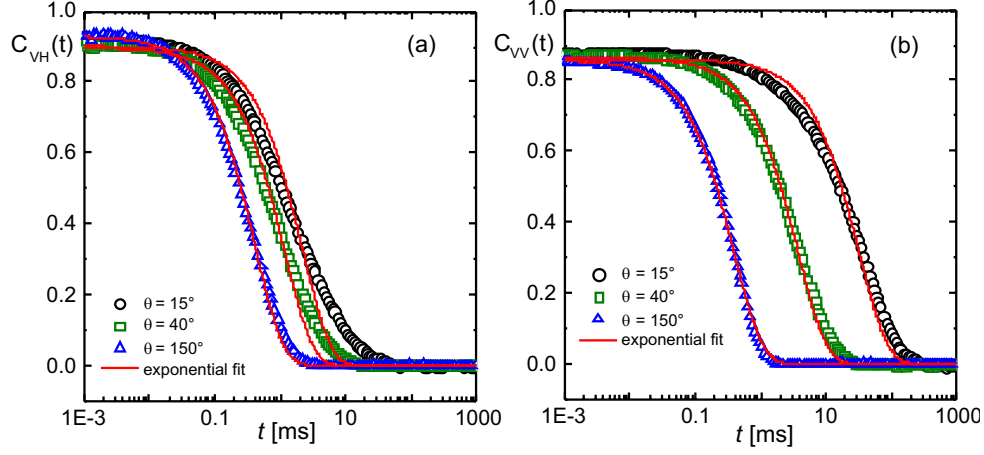 C_VH(t)
(a)
1.0
0.8
0.6
0.4
0.2
0.0
θ = 15°
θ = 40°
θ = 150°
exponential fit
1E-3 0.1 10 1000
t [ms]
C_VV(t)
(b)
1.0
0.8
0.6
0.4
0.2
0.0
θ = 15°
θ = 40°
θ = 150°
exponential fit
1E-3 0.1 10 1000
t [ms]